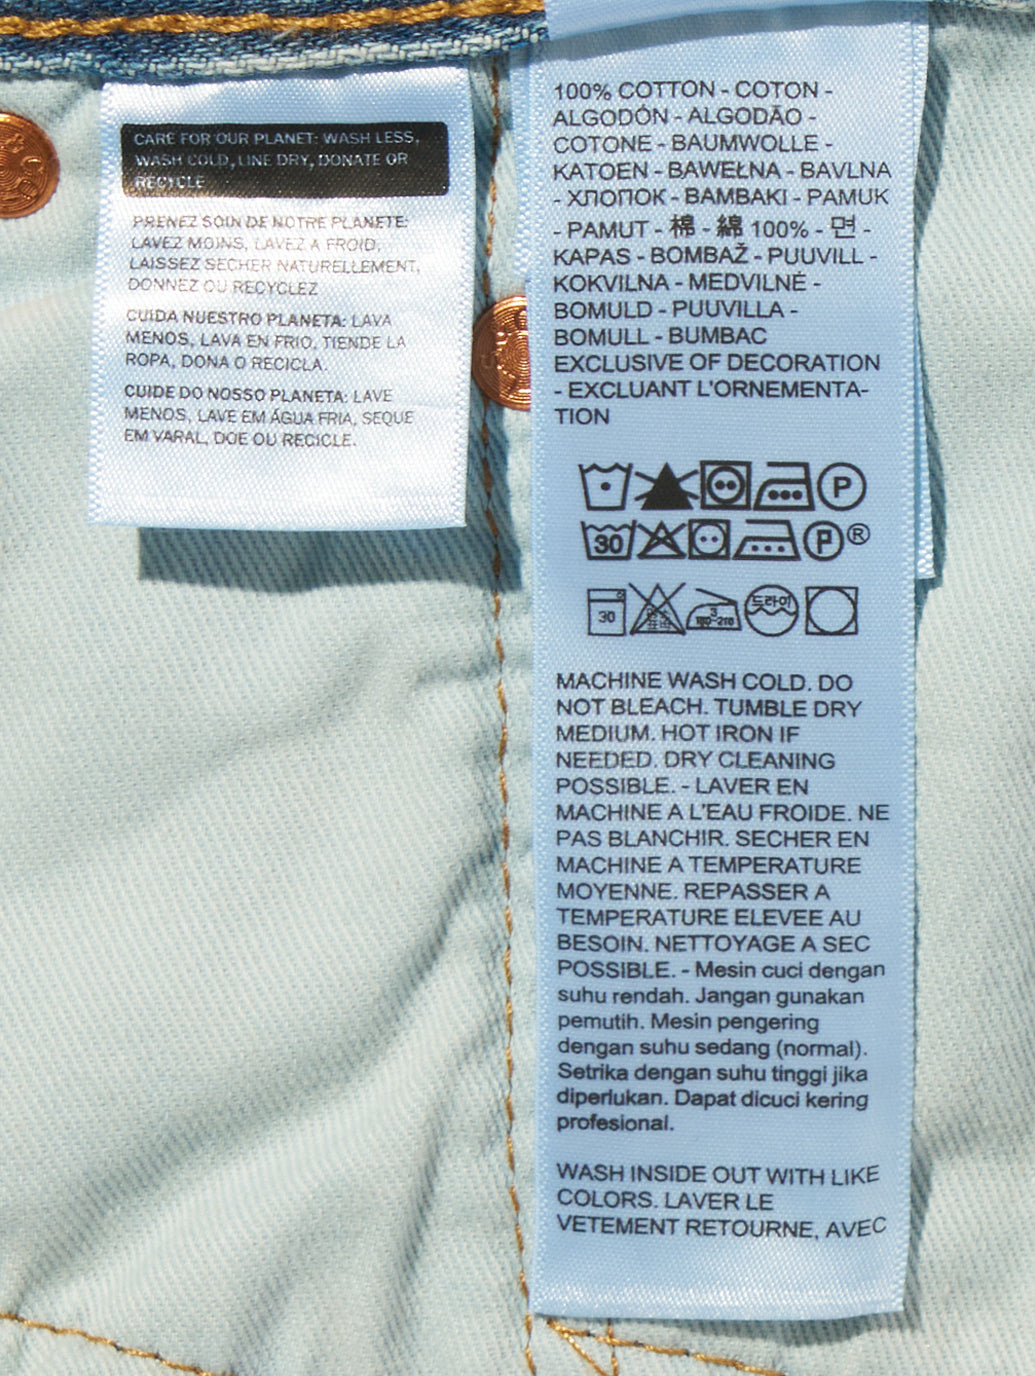 CARE FOR OUR PLANET: WASH LESS,
WASH COLD, LINE DRY, DONATE OR
RECYCLE
PRENEZ SOIN DE NOTRE PLANETE:
LAVEZ MOINS, LAVEZ A FROID,
LAISSEZ SECHER NATURELLEMENT,
DONNEZ OU RECYCLEZ
CUIDA NUESTRO PLANETA: LAVA
MENOS, LAVA EN FRIO, TIENDE LA
ROPA, DONA O RECICLA.
CUIDE DO NOSSO PLANETA: LAVE
MENOS, LAVE EM ÁGUA FRIA, SEQUE
EM VARAL, DOE OU RECICLE.
100% COTTON - COTON -
ALGODÓN - ALGODÃO -
COTONE - BAUMWOLLE -
KATOEN - BAWEŁNA - BAVLNA
- ХЛОПОК - BAMBAKI - PAMUK
- PAMUT - 棉 - 綿 100% - 면 -
KAPAS - BOMBAŽ - PUUVILL -
KOKVILNA - MEDVILNĖ -
BOMULD - PUUVILLA -
BOMULL - BUMBAC
EXCLUSIVE OF DECORATION
- EXCLUANT L'ORNEMENTA-
TION
P
30 P ®
30 3 180-210 드라이
MACHINE WASH COLD. DO
NOT BLEACH. TUMBLE DRY
MEDIUM. HOT IRON IF
NEEDED. DRY CLEANING
POSSIBLE. - LAVER EN
MACHINE A L'EAU FROIDE. NE
PAS BLANCHIR. SECHER EN
MACHINE A TEMPERATURE
MOYENNE. REPASSER A
TEMPERATURE ELEVEE AU
BESOIN. NETTOYAGE A SEC
POSSIBLE. - Mesin cuci dengan
suhu rendah. Jangan gunakan
pemutih. Mesin pengering
dengan suhu sedang (normal).
Setrika dengan suhu tinggi jika
diperlukan. Dapat dicuci kering
profesional.
WASH INSIDE OUT WITH LIKE
COLORS. LAVER LE
VETEMENT RETOURNE, AVEC